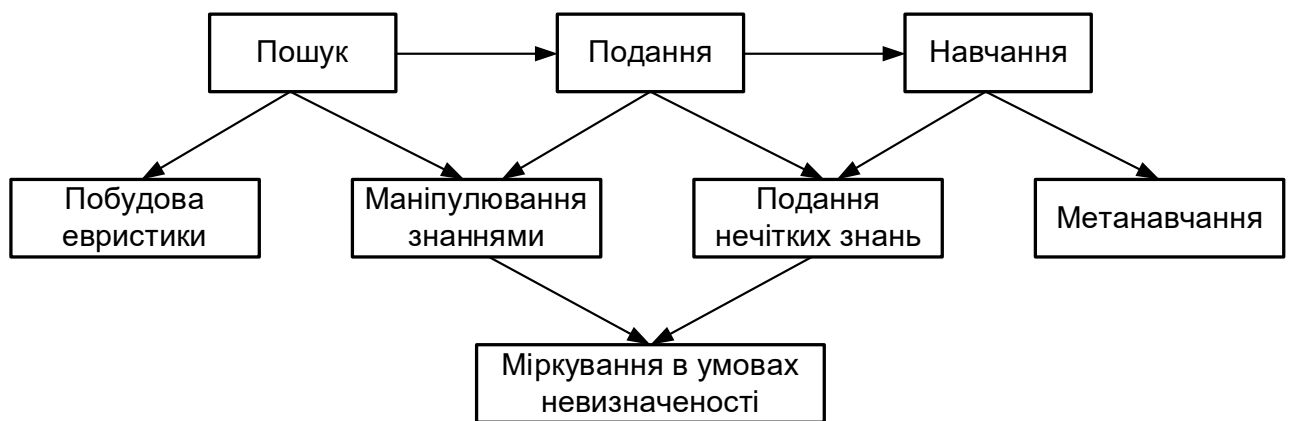 Пошук
Подання
Навчання
Побудова
евристики
Маніпулювання
знаннями
Подання
нечітких знань
Метанавчання
Міркування в умовах
невизначеності